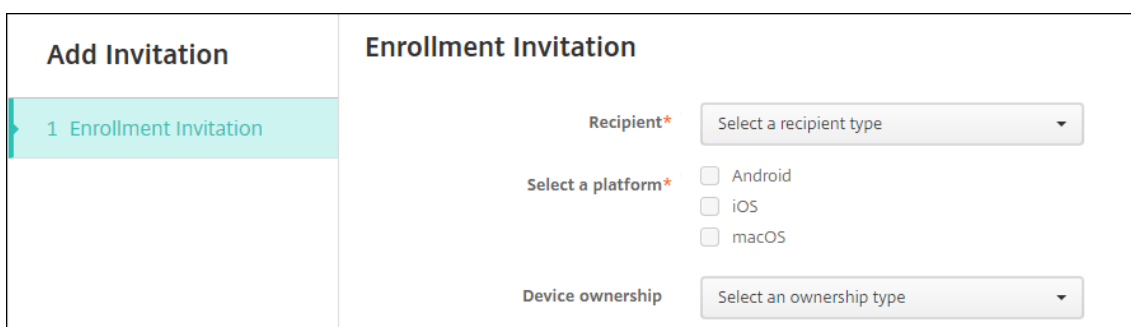 Add Invitation
1 Enrollment Invitation
Enrollment Invitation
Recipient* Select a recipient type
Select a platform* Android
iOS
macOS
Device ownership Select an ownership type